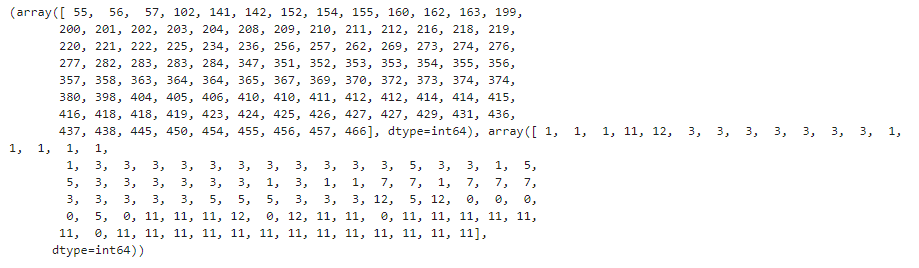 (array([ 55,  56,  57, 102, 141, 142, 152, 154, 155, 160, 162, 163, 199,
       200, 201, 202, 203, 204, 208, 209, 210, 211, 212, 216, 218, 219,
       220, 221, 222, 225, 234, 236, 256, 257, 262, 269, 273, 274, 276,
       277, 282, 283, 283, 284, 347, 351, 352, 353, 353, 354, 355, 356,
       357, 358, 363, 364, 364, 365, 367, 369, 370, 372, 373, 374, 374,
       380, 398, 404, 405, 406, 410, 410, 411, 412, 412, 414, 414, 415,
       416, 418, 418, 419, 423, 424, 425, 426, 427, 427, 429, 431, 436,
       437, 438, 445, 450, 454, 455, 456, 457, 466], dtype=int64), array([ 1,  1,  1, 11, 12,  3,  3,  3,  3,  3,  3,  3,  1,
1,  1,  1,  1,
        1,  3,  3,  3,  3,  3,  3,  3,  3,  3,  3,  3,  5,  3,  3,  1,  5,
        5,  3,  3,  3,  3,  3,  3,  1,  3,  1,  1,  7,  7,  1,  7,  7,  7,
        3,  3,  3,  3,  3,  5,  5,  5,  3,  3,  3, 12,  5, 12,  0,  0,  0,
        0,  5,  0, 11, 11, 11, 12,  0, 12, 11, 11,  0, 11, 11, 11, 11, 11,
       11,  0, 11, 11, 11, 11, 11, 11, 11, 11, 11, 11, 11, 11],
      dtype=int64))